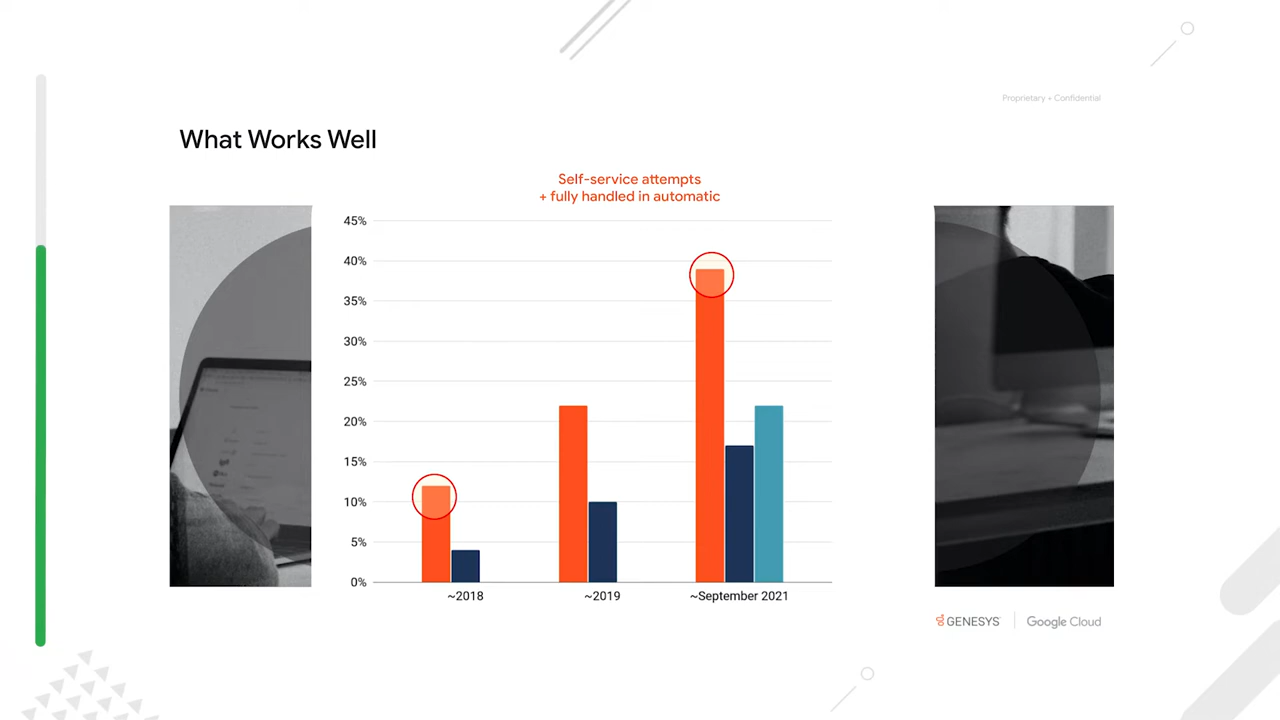 Proprietary + Confidential
What Works Well
Self-service attempts
+ fully handled in automatic
45%
40%
35%
30%
25%
20%
15%
10%
5%
0%
~2018
~2019
~September 2021
GENESYS
Google Cloud